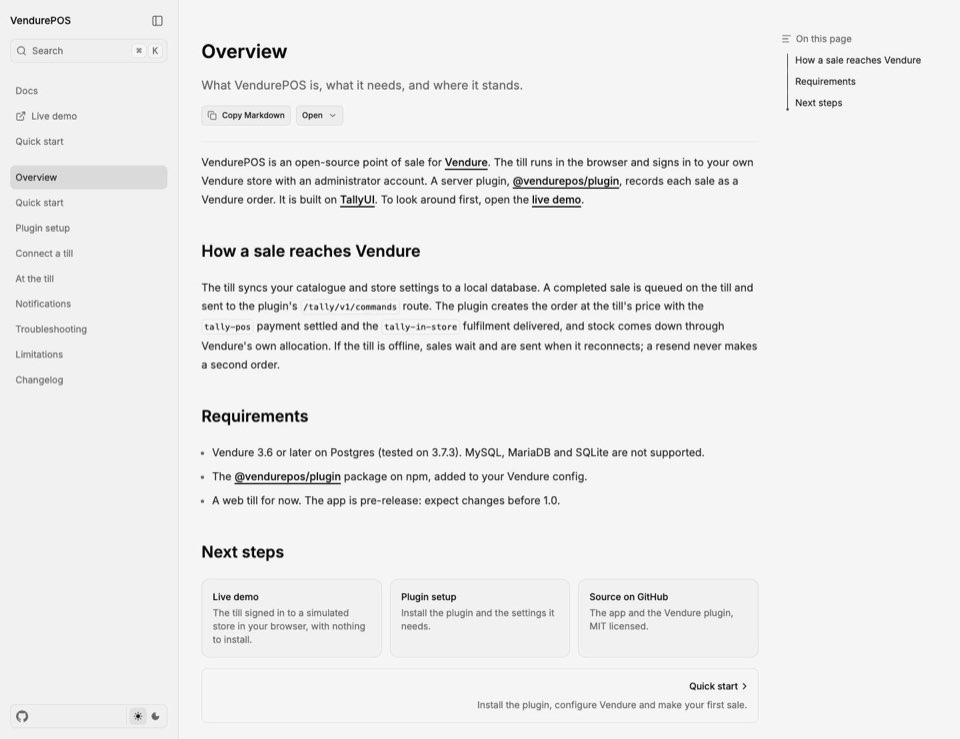 VendurePOS
Search ⌘ K
Docs
Live demo
Quick start
Overview
Quick start
Plugin setup
Connect a till
At the till
Notifications
Troubleshooting
Limitations
Changelog
Overview
What VendurePOS is, what it needs, and where it stands.
Copy Markdown Open
VendurePOS is an open-source point of sale for Vendure. The till runs in the browser and signs in to your own
Vendure store with an administrator account. A server plugin, @vendurepos/plugin, records each sale as a
Vendure order. It is built on TallyUI. To look around first, open the live demo.
How a sale reaches Vendure
The till syncs your catalogue and store settings to a local database. A completed sale is queued on the till and
sent to the plugin's /tally/v1/commands route. The plugin creates the order at the till's price with the
tally-pos payment settled and the tally-in-store fulfilment delivered, and stock comes down through
Vendure's own allocation. If the till is offline, sales wait and are sent when it reconnects; a resend never makes
a second order.
Requirements
Vendure 3.6 or later on Postgres (tested on 3.7.3). MySQL, MariaDB and SQLite are not supported.
The @vendurepos/plugin package on npm, added to your Vendure config.
A web till for now. The app is pre-release: expect changes before 1.0.
Next steps
Live demo
The till signed in to a simulated
store in your browser, with nothing
to install.
Plugin setup
Install the plugin and the settings it
needs.
Source on GitHub
The app and the Vendure plugin,
MIT licensed.
Quick start
Install the plugin, configure Vendure and make your first sale.
On this page
How a sale reaches Vendure
Requirements
Next steps